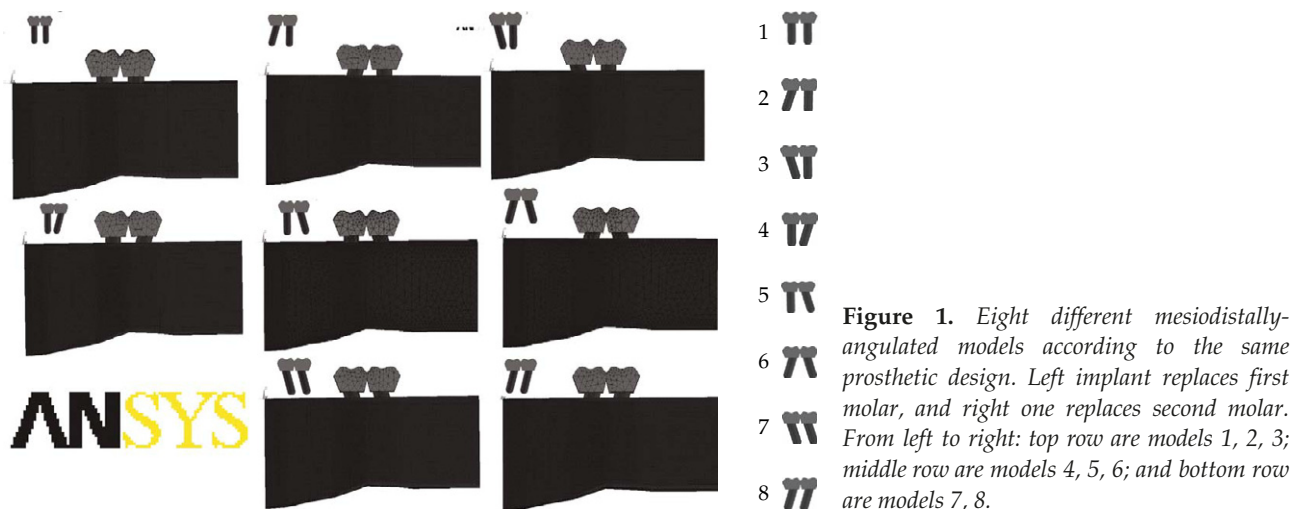 ANSYS
1
2
3
4
5
6
7
8
Figure 1. Eight different mesiodistally-
angulated models according to the same
prosthetic design. Left implant replaces first
molar, and right one replaces second molar.
From left to right: top row are models 1, 2, 3;
middle row are models 4, 5, 6; and bottom row
are models 7, 8.